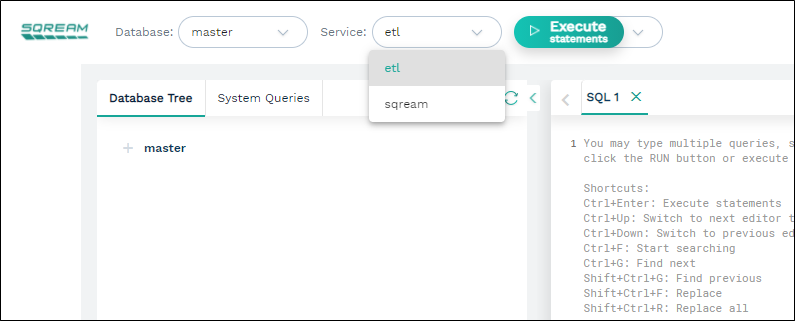 SQREAM
Database: master
Service: etl
Execute
statements
etl
sqream
Database Tree
System Queries
master
SQL 1
1 You may type multiple queries, s
click the RUN button or execute
Shortcuts:
Ctrl+Enter: Execute statements
Ctrl+Up: Switch to next editor t
Ctrl+Down: Switch to previous ed
Ctrl+F: Start searching
Ctrl+G: Find next
Shift+Ctrl+G: Find previous
Shift+Ctrl+F: Replace
Shift+Ctrl+R: Replace all